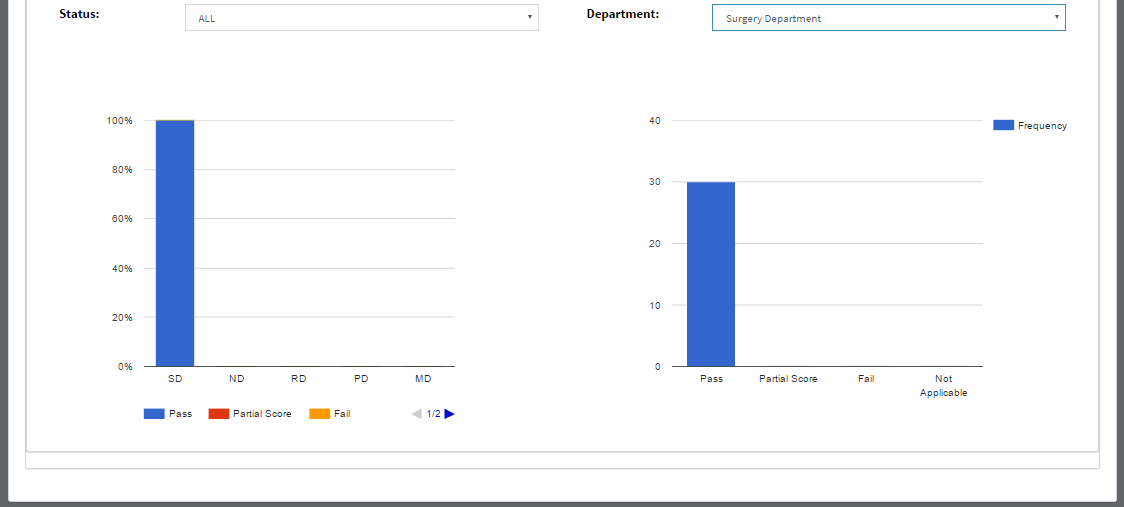 Status:
ALL
Department:
Surgery Department
100%
80%
60%
40%
20%
0%
SD ND RD PD MD
Pass Partial Score Fail 1/2
40
30
20
10
0
Pass Partial Score Fail Not
Applicable
Frequency